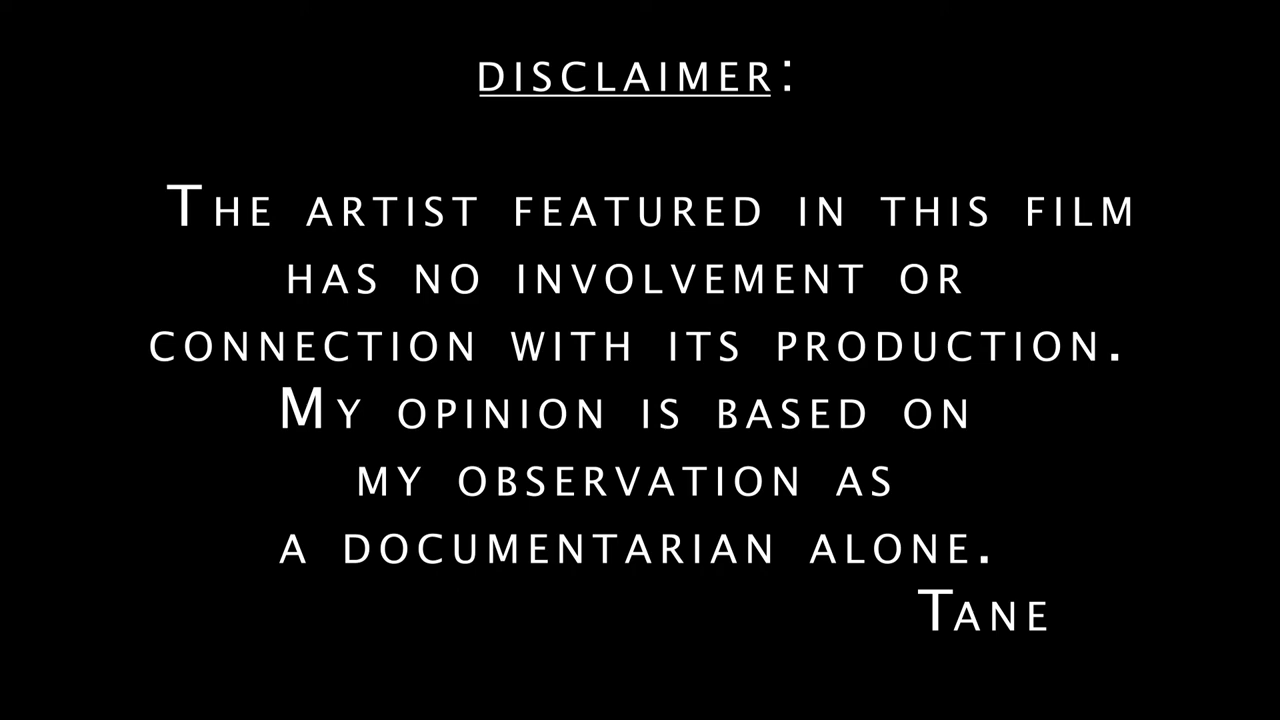 DISCLAIMER:
THE ARTIST FEATURED IN THIS FILM
HAS NO INVOLVEMENT OR
CONNECTION WITH ITS PRODUCTION.
MY OPINION IS BASED ON
MY OBSERVATION AS
A DOCUMENTARIAN ALONE.
TANE